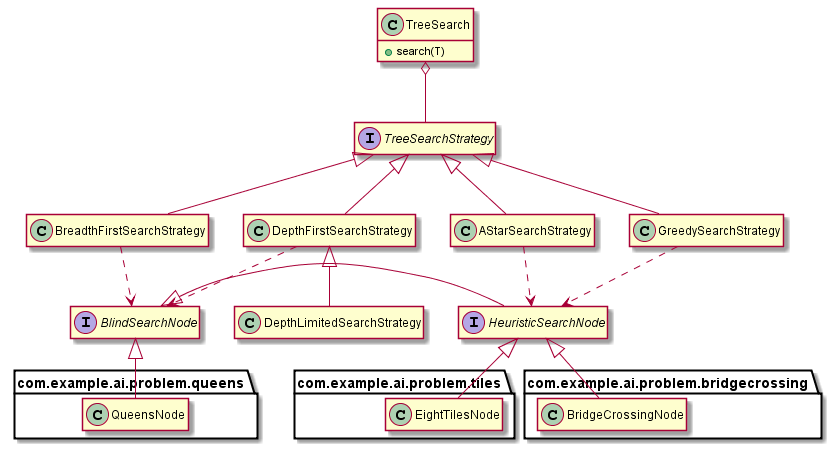 C TreeSearch
search(T)
I TreeSearchStrategy
C BreadthFirstSearchStrategy
C DepthFirstSearchStrategy
C AStarSearchStrategy
C GreedySearchStrategy
I BlindSearchNode
C DepthLimitedSearchStrategy
I HeuristicSearchNode
com.example.ai.problem.queens
com.example.ai.problem.tiles
com.example.ai.problem.bridgecrossing
C QueensNode
C EightTilesNode
C BridgeCrossingNode